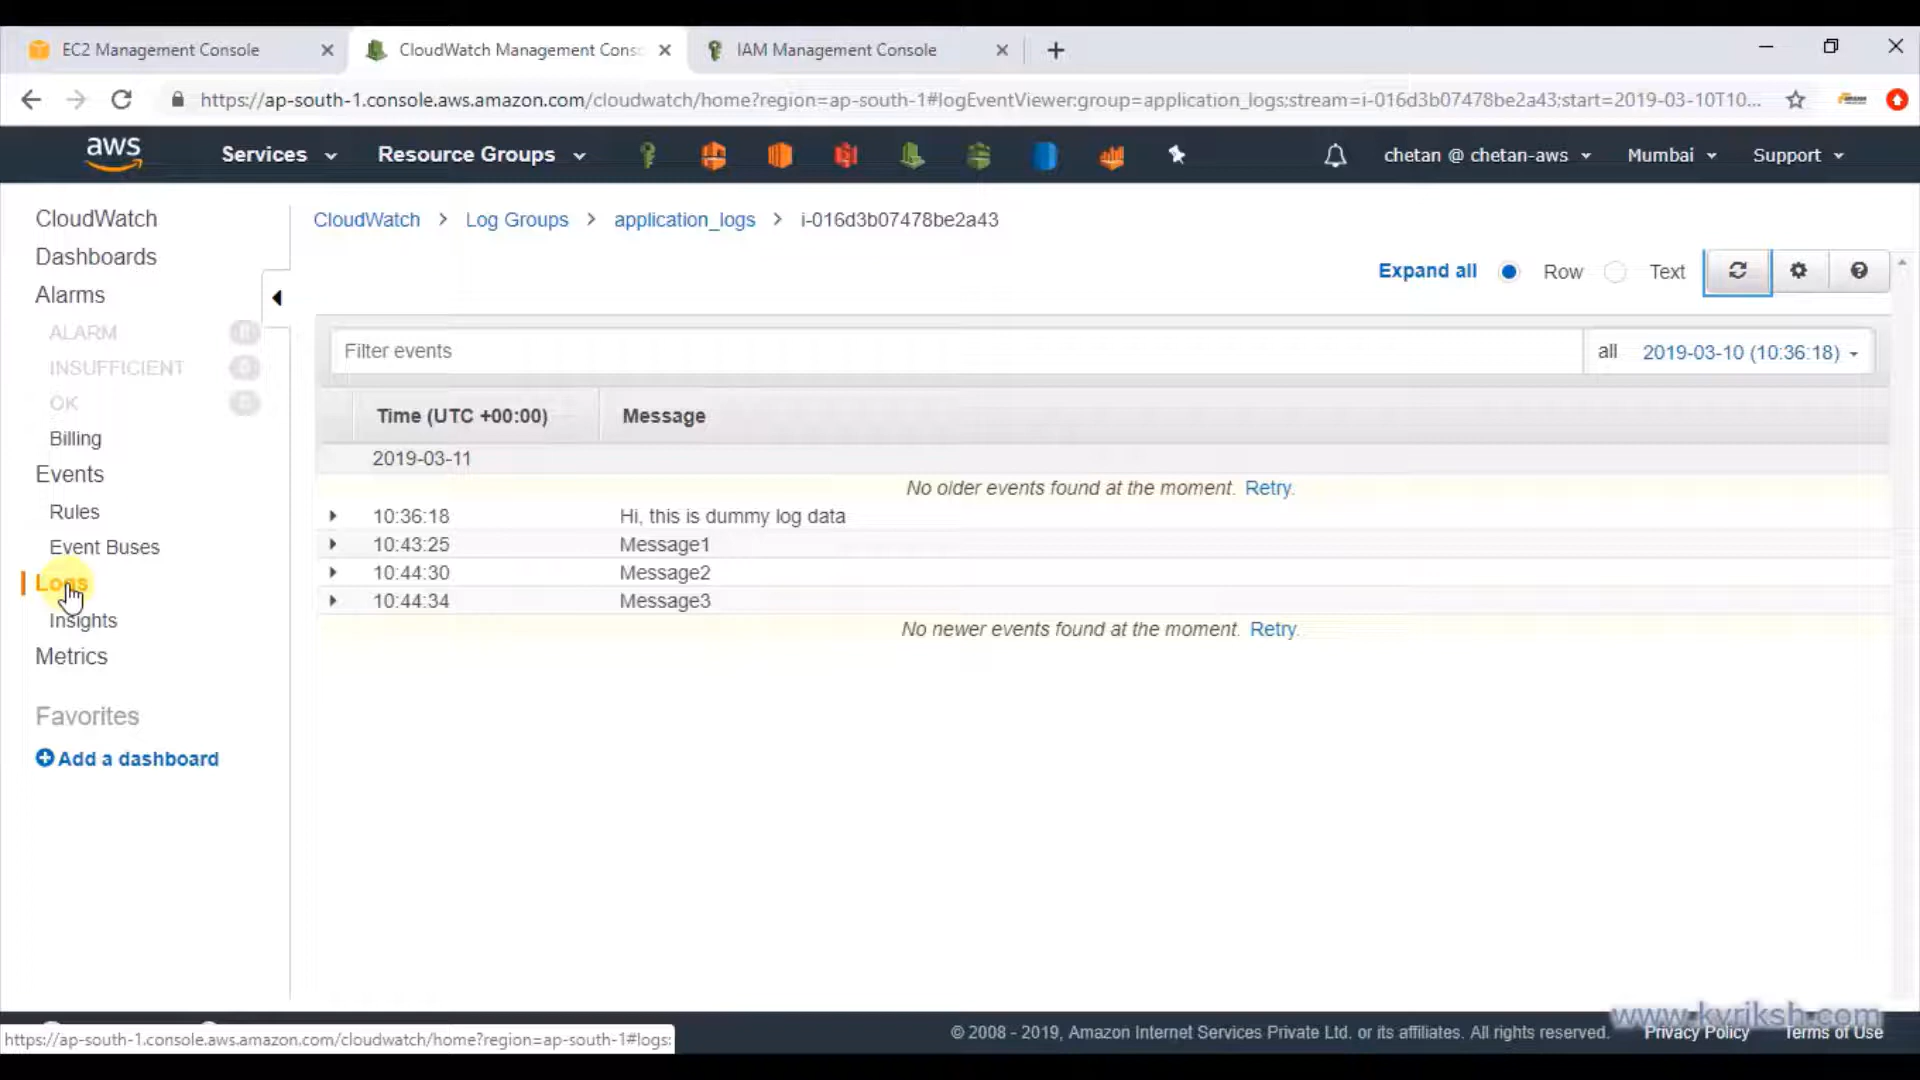 EC2 Management Console
CloudWatch Management Cons
IAM Management Console
https://ap-south-1.console.aws.amazon.com/cloudwatch/home?region=ap-south-1#logEventViewer:group=application_logs;stream=i-016d3b07478be2a43;start=2019-03-10T10...
aws
Services
Resource Groups
chetan @ chetan-aws
Mumbai
Support
CloudWatch
Dashboards
Alarms
ALARM
INSUFFICIENT
OK
Billing
Events
Rules
Event Buses
Logs
Insights
Metrics
Favorites
Add a dashboard
CloudWatch > Log Groups > application_logs > i-016d3b07478be2a43
Expand all Row Text
Filter events
all 2019-03-10 (10:36:18)
Time (UTC +00:00) Message
2019-03-11
No older events found at the moment. Retry.
10:36:18 Hi, this is dummy log data
10:43:25 Message1
10:44:30 Message2
10:44:34 Message3
No newer events found at the moment. Retry.
www.kvriksh.com
https://ap-south-1.console.aws.amazon.com/cloudwatch/home?region=ap-south-1#logs:
© 2008 - 2019, Amazon Internet Services Private Ltd. or its affiliates. All rights reserved. Privacy Policy Terms of Use